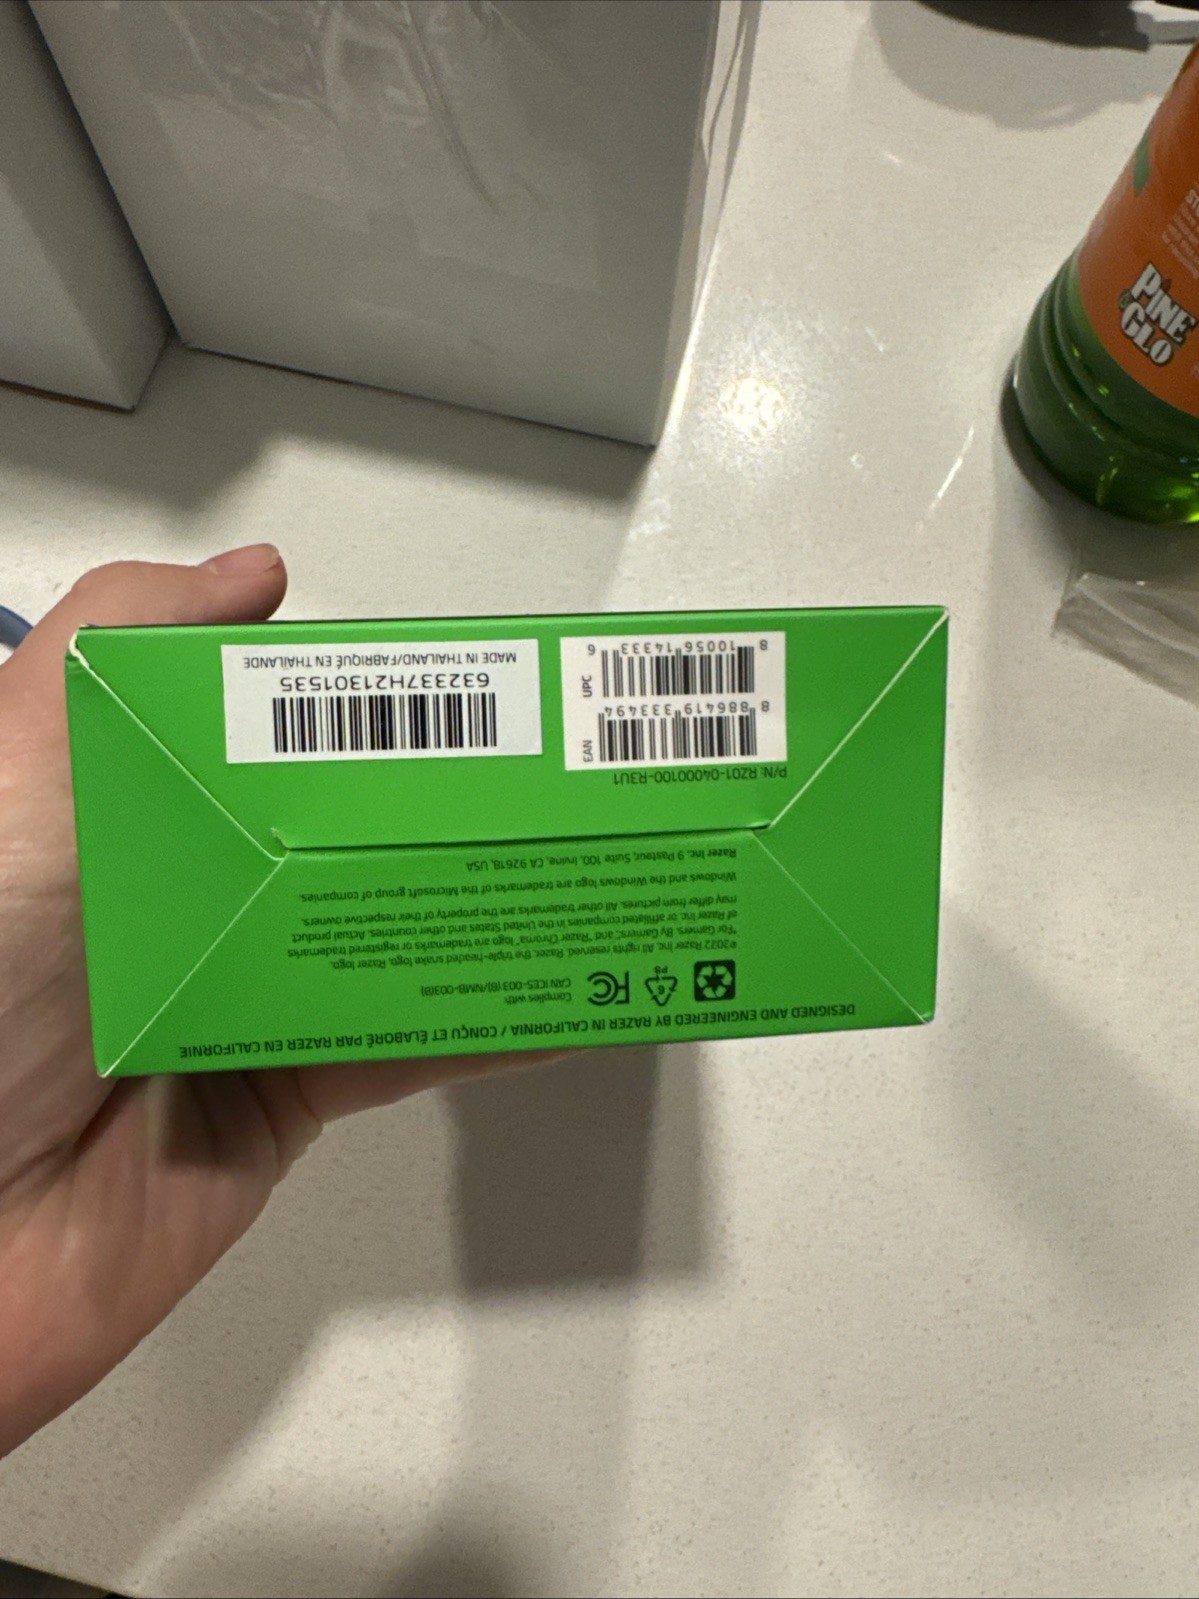 DESIGNED AND ENGINEERED BY RAZER IN CALIFORNIA / CONÇU ET ÉLABORÉ PAR RAZER EN CALIFORNIE
6
PS
FC
Complies with
CAN ICES-003(B)/NMB-003(B)
©2022 Razer Inc. All rights reserved. Razer, the triple-headed snake logo, Razer logo,
"For Gamers. By Gamers.", and "Razer Chroma" logo are trademarks or registered trademarks
of Razer Inc. or affiliated companies in the United States and other countries. Actual product
may differ from pictures. All other trademarks are the property of their respective owners.
Windows and the Windows logo are trademarks of the Microsoft group of companies.
Razer Inc. 9 Pasteur, Suite 100, Irvine, CA 92618, USA
P/N: RZ01-04000100-R3U1
EAN
8 886419 333494
UPC
8 10056 14333 6
632337H21301535
MADE IN THAILAND/FABRIQUÉ EN THAÏLANDE
PINE
O
GLO